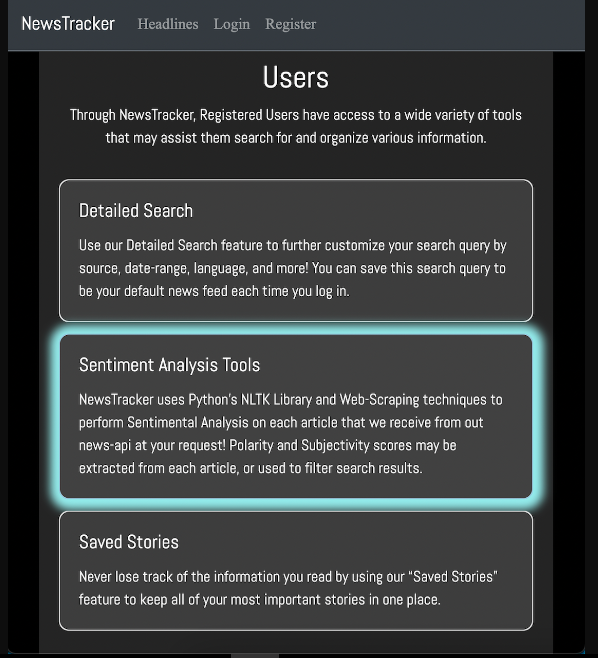 NewsTracker Headlines Login Register
Users
Through NewsTracker, Registered Users have access to a wide variety of tools
that may assist them search for and organize various information.
Detailed Search
Use our Detailed Search feature to further customize your search query by
source, date-range, language, and more! You can save this search query to
be your default news feed each time you log in.
Sentiment Analysis Tools
NewsTracker uses Python's NLTK Library and Web-Scraping techniques to
perform Sentimental Analysis on each article that we receive from out
news-api at your request! Polarity and Subjectivity scores may be
extracted from each article, or used to filter search results.
Saved Stories
Never lose track of the information you read by using our “Saved Stories”
feature to keep all of your most important stories in one place.